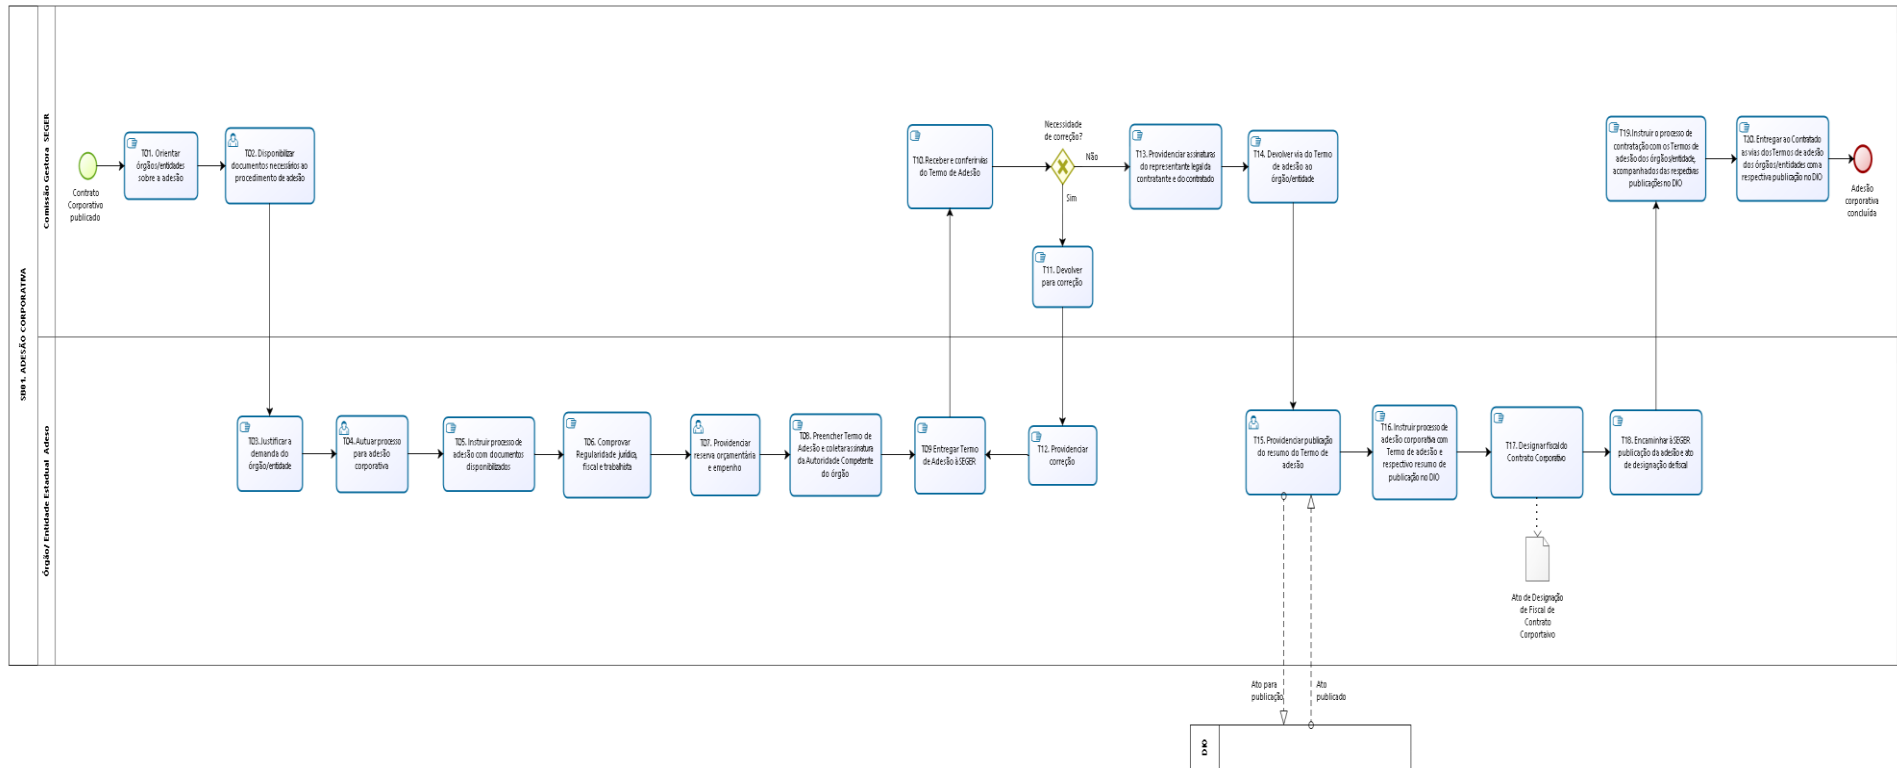 SB01. ADESÃO CORPORATIVA
Comissão Gestora SEGER
Contrato
Corporativo
publicado
T01. Orientar
órgãos/entidades
sobre a adesão
T02. Disponibilizar
documentos necessários ao
procedimento de adesão
T10. Receber e conferir vias
do Termo de Adesão
Necessidade
de correção?
Não
Sim
T11. Devolver
para correção
T13. Providenciar assinaturas
do representante legal da
contratante e do contratado
T14. Devolver via do Termo
de adesão ao
órgão/entidade
T19. Instruir o processo de
contratação com os Termos de
adesão dos órgãos/entidade,
acompanhados das respectivas
publicações no DIO
T20. Entregar ao Contratado
as vias dos Termos de adesão
dos órgãos/entidades com a
respectiva publicação no DIO
Adesão
corporativa
concluída
Órgão/ Entidade Estadual Adeso
T03. Justificar a
demanda do
órgão/entidade
T04. Autuar processo
para adesão
corporativa
T05. Instruir processo de
adesão com documentos
disponibilizados
T06. Comprovar
Regularidade jurídica,
fiscal e trabalhista
T07. Providenciar
reserva orçamentária
e empenho
T08. Preencher Termo de
Adesão e coletar assinatura
da Autoridade Competente
do órgão
T09 Entregar Termo
de Adesão à SEGER
T12. Providenciar
correção
T15. Providenciar publicação
do resumo do Termo de
adesão
T16. Instruir processo de
adesão corporativa com
Termo de adesão e
respectivo resumo de
publicação no DIO
T17. Designar fiscal do
Contrato Corporativo
T18. Encaminhar à SEGER
publicação da adesão e ato
de designação de fiscal
Ato de Designação
de Fiscal de
Contrato
Corportaivo
Ato para
publicação
Ato
publicado
DIO